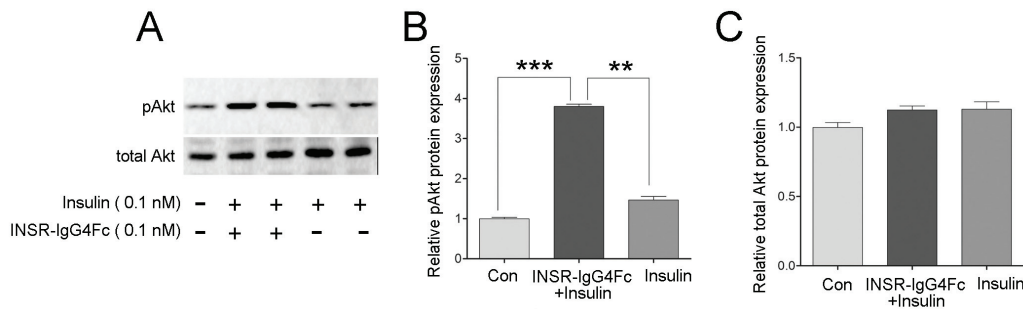 A
pAkt
total Akt
Insulin ( 0.1 nM) - + + + +
INSR-IgG4Fc ( 0.1 nM) - + + - -
B
Relative pAkt protein expression
5
4
3
2
1
0
***
**
Con
INSR-IgG4Fc
+Insulin
Insulin
C
Relative total Akt protein expression
1.5
1.0
0.5
0.0
Con
INSR-IgG4Fc
+Insulin
Insulin